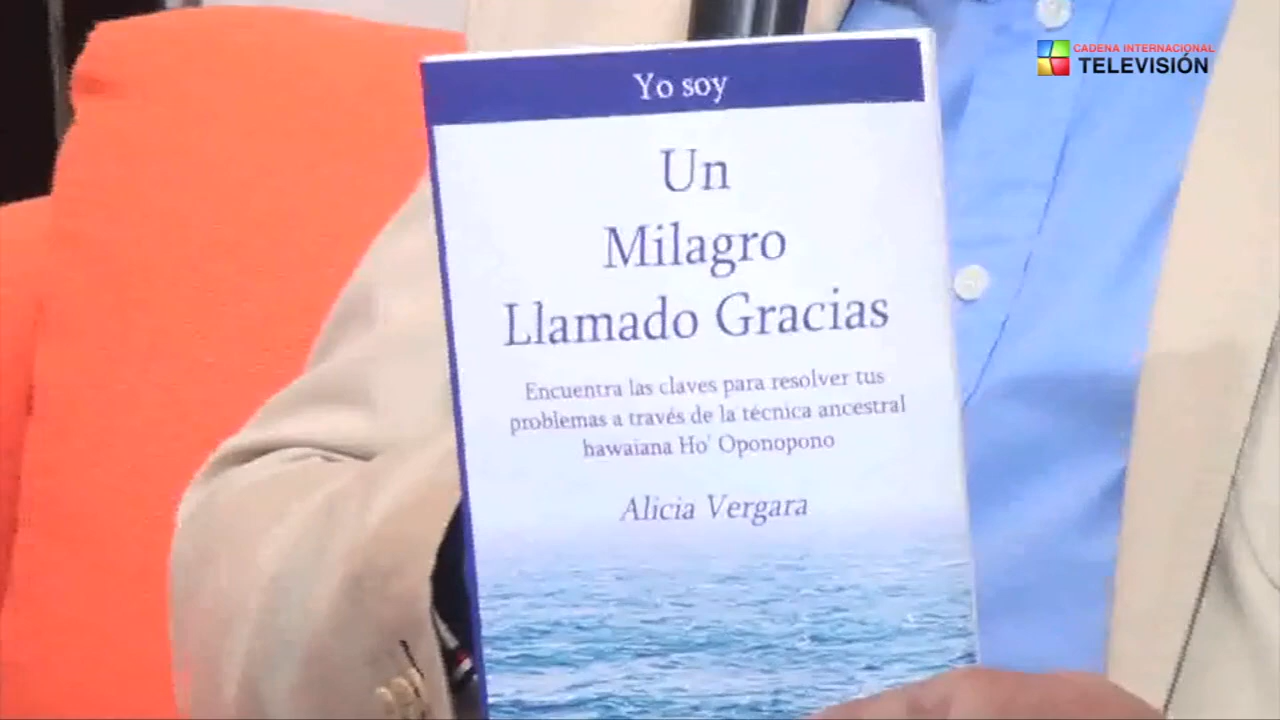 CADENA INTERNACIONAL
TELEVISIÓN
Yo soy
Un
Milagro
Llamado Gracias
Encuentra las claves para resolver tus
problemas a través de la técnica ancestral
hawaiana Ho' Oponopono
Alicia Vergara